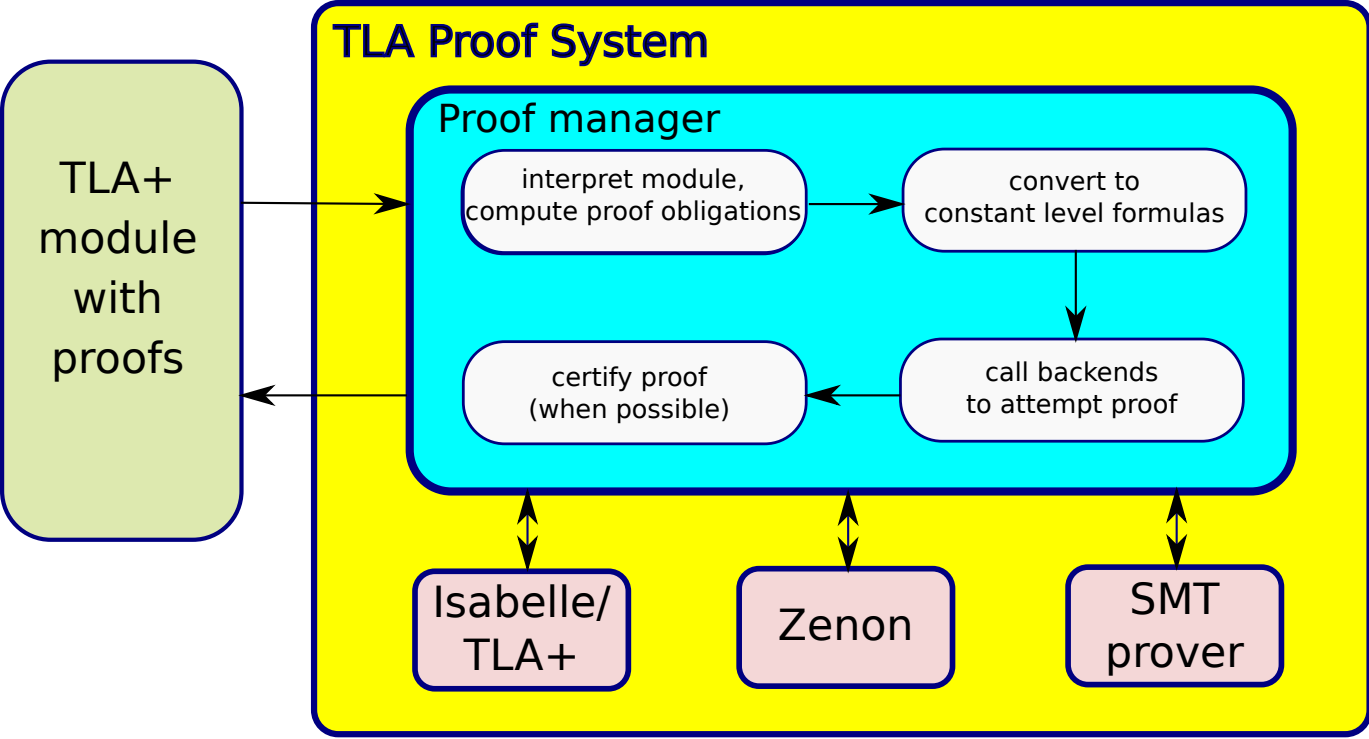 TLA Proof System
TLA+
module
with
proofs
Proof manager
interpret module,
compute proof obligations
convert to
constant level formulas
call backends
to attempt proof
certify proof
(when possible)
Isabelle/
TLA+
Zenon
SMT
prover